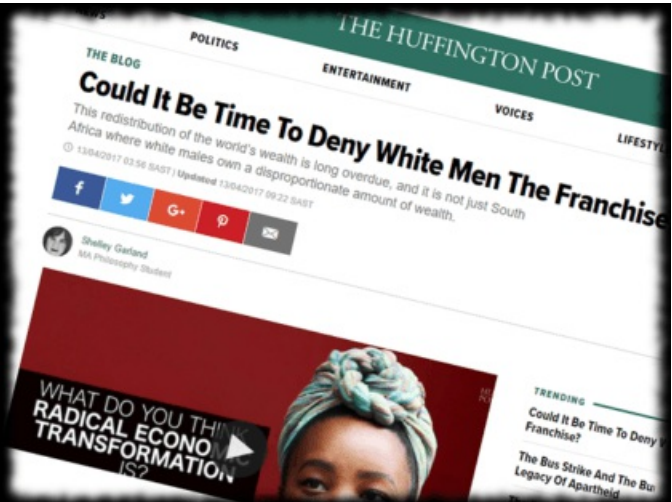 THE HUFFINGTON POST
POLITICS
ENTERTAINMENT
VOICES
THE BLOG
Could It Be Time To Deny White Men The Franchise
This redistribution of the world's wealth is long overdue, and it is not just South
Africa where white males own a disproportionate amount of wealth.
13/04/2017 03:56 SAST | Updated 13/04/2017 09:22 SAST
f
G+
Shelley Garland
MA Philosophy Student
WHAT DO YOU THINK
RADICAL ECONOMIC
TRANSFORMATION
IS?
TRENDING
Could It Be Time To Deny
Franchise?
The Bus Strike And The Bus
Legacy Of Apartheid